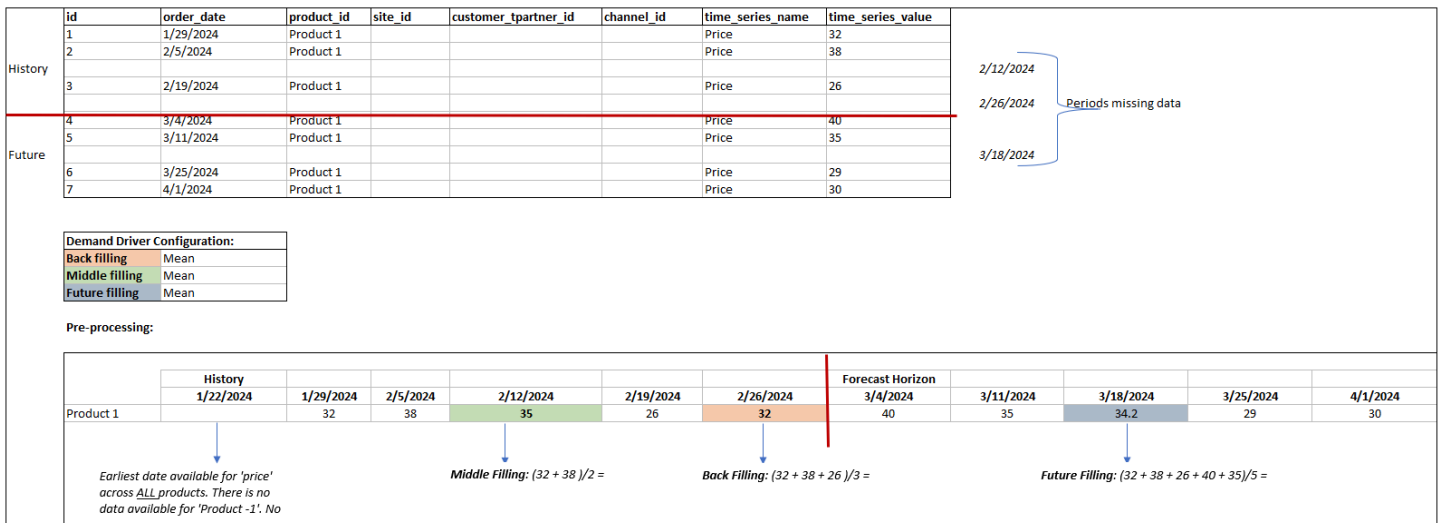 id order_date product_id site_id customer_tpartner_id channel_id time_series_name time_series_value
1 1/29/2024 Product 1 Price 32
2 2/5/2024 Product 1 Price 38
History 2/12/2024
3 2/19/2024 Product 1 Price 26
2/26/2024 Periods missing data
4 3/4/2024 Product 1 Price 40
5 3/11/2024 Product 1 Price 35
Future 3/18/2024
6 3/25/2024 Product 1 Price 29
7 4/1/2024 Product 1 Price 30
Demand Driver Configuration:
Back filling Mean
Middle filling Mean
Future filling Mean
Pre-processing:
History Forecast Horizon
1/22/2024 1/29/2024 2/5/2024 2/12/2024 2/19/2024 2/26/2024 3/4/2024 3/11/2024 3/18/2024 3/25/2024 4/1/2024
Product 1 32 38 35 26 32 40 35 34.2 29 30
Earliest date available for 'price'
across ALL products. There is no
data available for 'Product -1'. No
Middle Filling: (32 + 38 )/2 =
Back Filling: (32 + 38 + 26 )/3 =
Future Filling: (32 + 38 + 26 + 40 + 35)/5 =